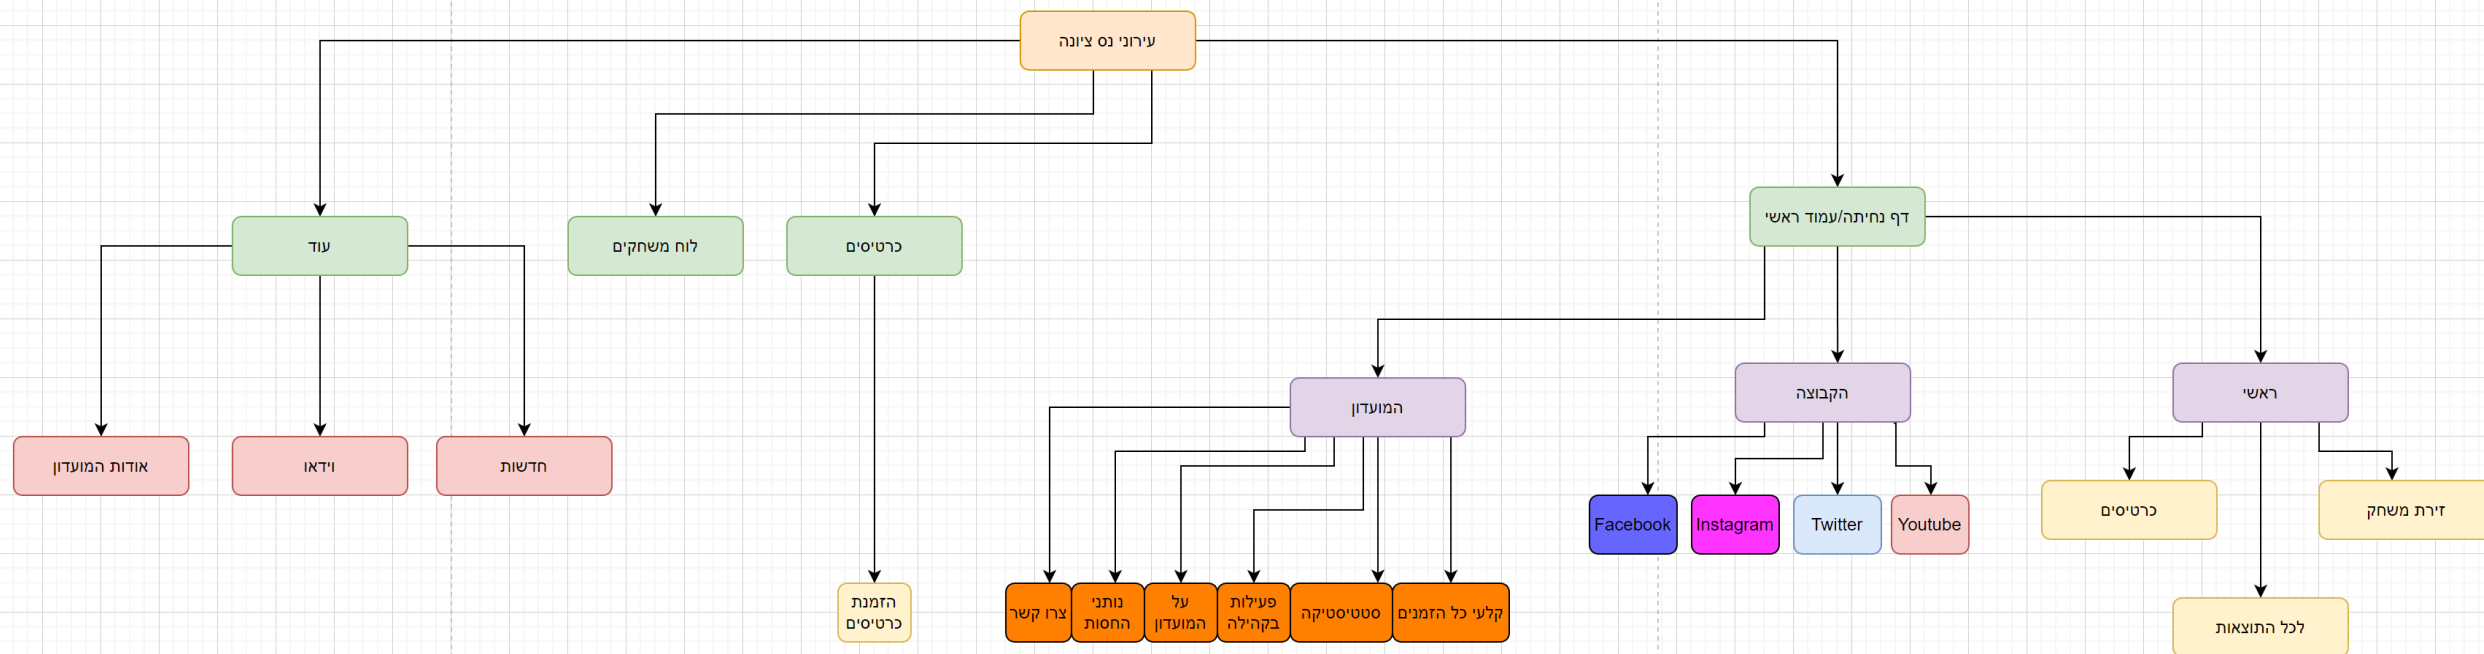 עירוני נס ציונה
דף נחיתה/עמוד ראשי
כרטיסים
לוח משחקים
עוד
ראשי
הקבוצה
המועדון
חדשות
וידאו
אודות המועדון
זירת משחק
כרטיסים
Facebook
Instagram
Twitter
Youtube
קלעי כל הזמנים
סטטיסטיקה
פעילות
בקהילה
על
המועדון
נותני
החסות
צרו קשר
הזמנת
כרטיסים
לכל התוצאות